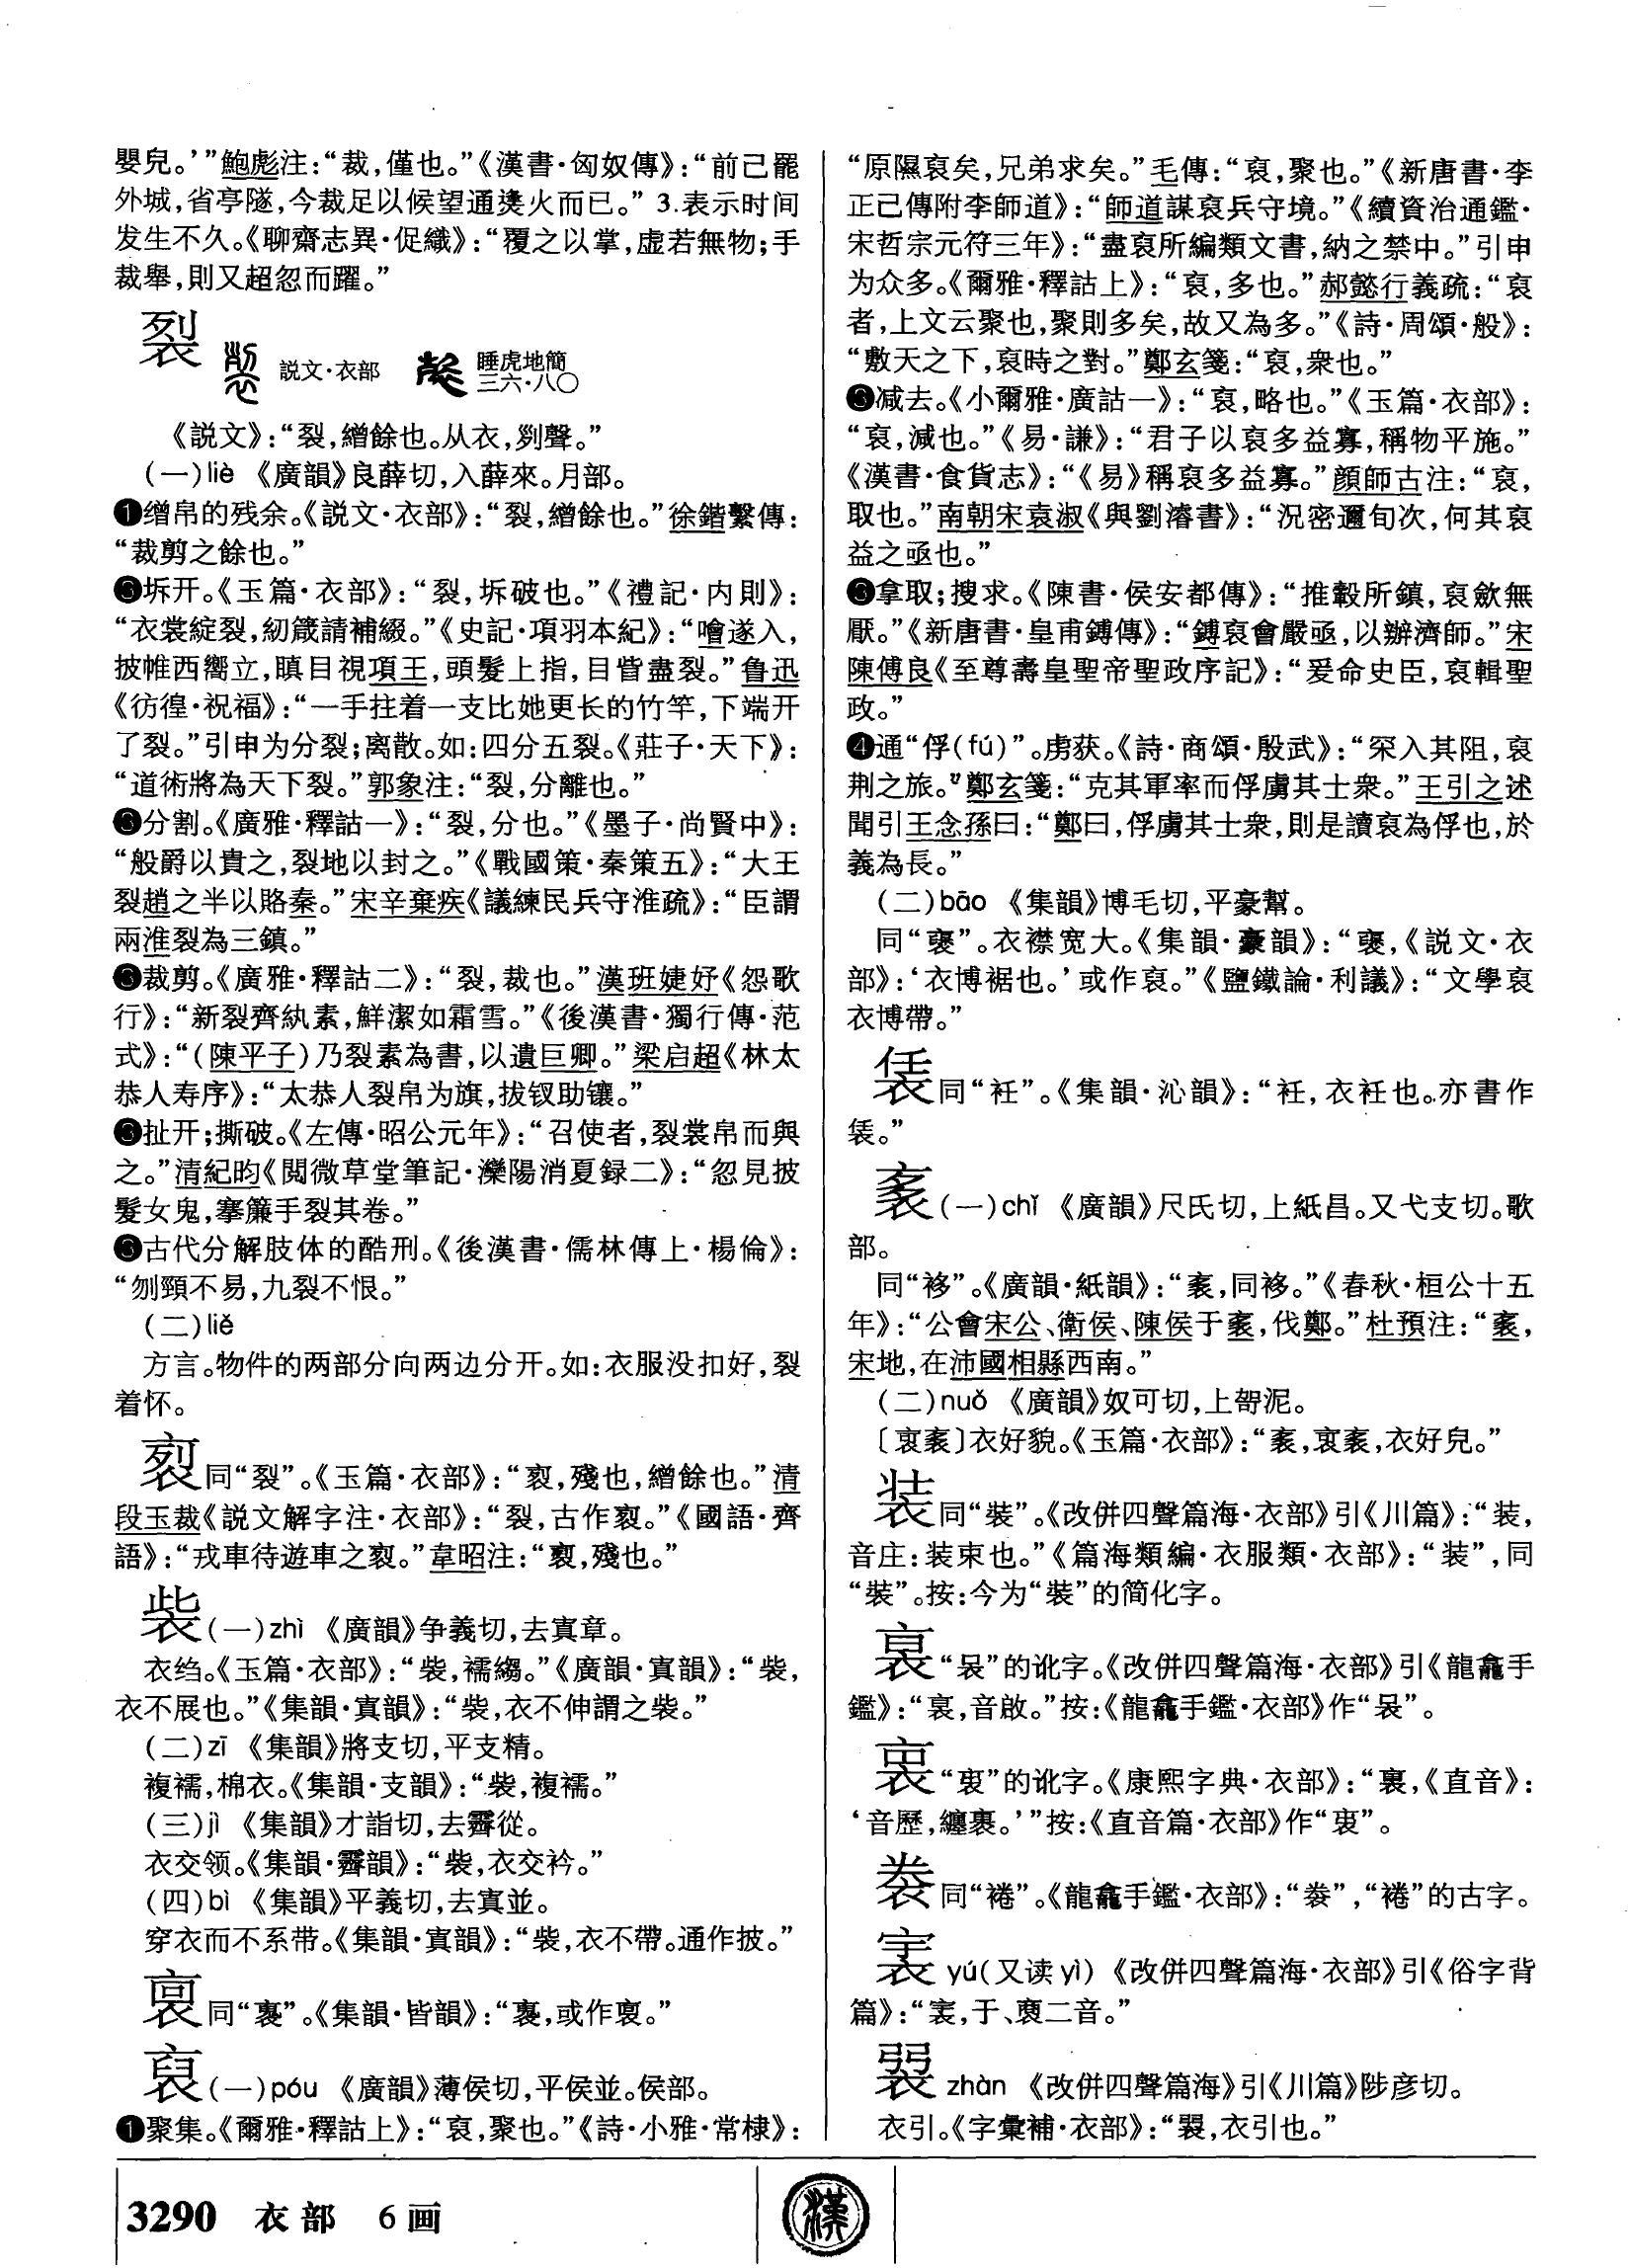 嬰兒。’”鮑彪注：“裁，僅也。”《漢書·匈奴傳》：“前己罷
外城，省亭隧，今裁足以候望通㷭火而已。” 3.表示时间
发生不久。《聊齋志異·促織》：“覆之以掌，虚若無物；手
裁舉，則又超忽而躍。”
裂 説文·衣部 睡虎地簡
三六·八〇
《説文》：“裂，繒餘也。从衣，𠛱聲。”
（一）liè 《廣韻》良薛切，入薛來。月部。
❶缯帛的残余。《説文·衣部》：“裂，繒餘也。”徐鍇繫傳：
“裁剪之餘也。”
❸坼开。《玉篇·衣部》：“裂，坼破也。”《禮記·内則》：
“衣裳綻裂，紉箴請補綴。”《史記·項羽本紀》：“噲遂入，
披帷西嚮立，瞋目視項王，頭髮上指，目眥盡裂。”鲁迅
《彷徨·祝福》：“一手拄着一支比她更长的竹竿，下端开
了裂。”引申为分裂；离散。如：四分五裂。《莊子·天下》：
“道術將為天下裂。”郭象注：“裂，分離也。”
❸分割。《廣雅·釋詁一》：“裂，分也。”《墨子·尚賢中》：
“般爵以貴之，裂地以封之。”《戰國策·秦策五》：“大王
裂趙之半以賂秦。”宋辛棄疾《議練民兵守淮疏》：“臣謂
兩淮裂為三鎮。”
❸裁剪。《廣雅·釋詁二》：“裂，裁也。”漢班婕妤《怨歌
行》：“新裂齊紈素，鮮潔如霜雪。”《後漢書·獨行傳·范
式》：“（陳平子）乃裂素為書，以遺巨卿。”梁启超《林太
恭人寿序》：“太恭人裂帛为旗，拔钗助镶。”
❸扯开；撕破。《左傳·昭公元年》：“召使者，裂裳帛而與
之。”清紀昀《閲微草堂筆記·灤陽消夏録二》：“忽見披
髮女鬼，搴簾手裂其卷。”
❸古代分解肢体的酷刑。《後漢書·儒林傳上·楊倫》：
“刎頸不易，九裂不恨。”
（二）liě
方言。物件的两部分向两边分开。如：衣服没扣好，裂
着怀。
𧙼同“裂”。《玉篇·衣部》：“𧙼，殘也，繒餘也。”清
段玉裁《説文解字注·衣部》：“裂，古作𧙼。”《國語·齊
語》：“戎車待遊車之𧙼。”韋昭注：“𧙼，殘也。”
裚（一）zhì 《廣韻》争義切，去寘章。
衣绉。《玉篇·衣部》：“，襦縐。”《廣韻·寘韻》：“，
衣不展也。”《集韻·寘韻》：“，衣不伸謂之。”
（二）zī 《集韻》將支切，平支精。
複襦，棉衣。《集韻·支韻》：“，複襦。”
（三）jì 《集韻》才詣切，去霽從。
衣交领。《集韻·霽韻》：“，衣交衿。”
（四）bì 《集韻》平義切，去寘並。
穿衣而不系带。《集韻·寘韻》：“，衣不帶。通作披。”
同“褱”。《集韻·皆韻》：“褱，或作。”
裒（一）póu 《廣韻》薄侯切，平侯並。侯部。
❶聚集。《爾雅·釋詁上》：“裒，聚也。”《詩·小雅·常棣》：
“原隰裒矣，兄弟求矣。”毛傳：“裒，聚也。”《新唐書·李
正己傳附李師道》：“師道謀裒兵守境。”《續資治通鑑·
宋哲宗元符三年》：“盡裒所編類文書，納之禁中。”引申
为众多。《爾雅·釋詁上》：“裒，多也。”郝懿行義疏：“裒
者，上文云聚也，聚則多矣，故又為多。”《詩·周頌·般》：
“敷天之下，裒時之對。”鄭玄箋：“裒，衆也。”
❸减去。《小爾雅·廣詁一》：“裒，略也。”《玉篇·衣部》：
“裒，減也。”《易·謙》：“君子以裒多益寡，稱物平施。”
《漢書·食貨志》：“《易》稱裒多益寡。”顔師古注：“裒，
取也。”南朝宋袁淑《與劉濬書》：“況密邇旬次，何其裒
益之亟也。”
❸拿取；搜求。《陳書·侯安都傳》：“推轂所鎮，裒歛無
厭。”《新唐書·皇甫鎛傳》：“鎛裒會嚴亟，以辦濟師。”宋
陳傅良《至尊壽皇聖帝聖政序記》：“爰命史臣，裒輯聖
政。”
❹通“俘（fú）”。虏获。《詩·商頌·殷武》：“罙入其阻，裒
荆之旅。”鄭玄箋：“克其軍率而俘虜其士衆。”王引之述
聞引王念孫曰：“鄭曰，俘虜其士衆，則是讀裒為俘也，於
義為長。”
（二）bāo 《集韻》博毛切，平豪幫。
同“襃”。衣襟宽大。《集韻·豪韻》：“襃，《説文·衣
部》：‘衣博裾也。’或作裒。”《鹽鐵論·利議》：“文學裒
衣博帶。”
袋同“衽”。《集韻·沁韻》：“衽，衣衽也。亦書作
。”
袲（一）chǐ 《廣韻》尺氏切，上紙昌。又弋支切。歌
部。
同“袳”。《廣韻·紙韻》：“袲，同袳。”《春秋·桓公十五
年》：“公會宋公、衛侯、陳侯于袲，伐鄭。”杜預注：“袲，
宋地，在沛國相縣西南。”
（二）nuǒ 《廣韻》奴可切，上哿泥。
〔袲〕衣好貌。《玉篇·衣部》：“袲，袲，衣好皃。”
装同“裝”。《改併四聲篇海·衣部》引《川篇》：“装，
音庄：装束也。”《篇海類編·衣服類·衣部》：“装”，同
“裝”。按：今为“裝”的简化字。
“”的讹字。《改併四聲篇海·衣部》引《龍龕手
鑑》：“，音啟。”按：《龍龕手鑑·衣部》作“”。
“”的讹字。《康熙字典·衣部》：“，《直音》：
‘音歷，纏裹。’”按：《直音篇·衣部》作“”。
裷同“裷”。《龍龕手鑑·衣部》：“”，“裷”的古字。
yú（又读yì） 《改併四聲篇海·衣部》引《俗字背
篇》：“，于、裔二音。”
zhàn 《改併四聲篇海》引《川篇》陟彦切。
衣引。《字彙補·衣部》：“，衣引也。”
3290 衣部 6画
漢